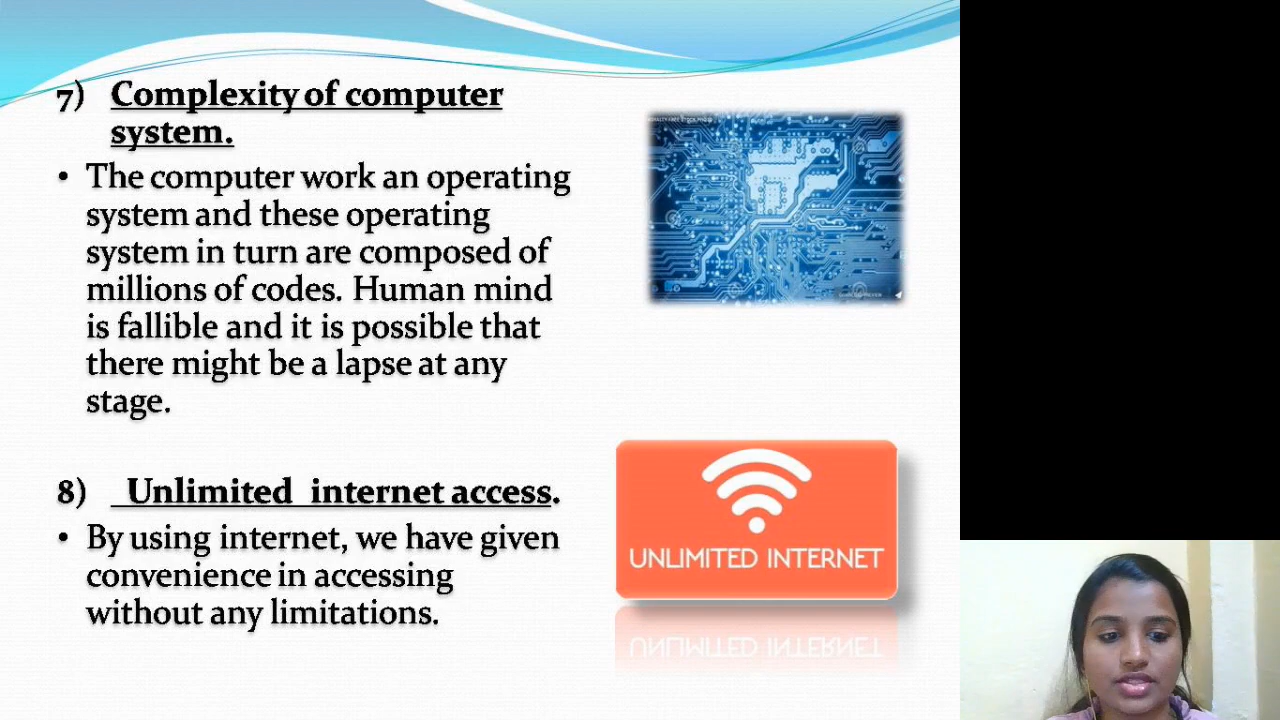 7) Complexity of computer
system.
• The computer work an operating
system and these operating
system in turn are composed of
millions of codes. Human mind
is fallible and it is possible that
there might be a lapse at any
stage.
8) Unlimited internet access.
• By using internet, we have given
convenience in accessing
without any limitations.
UNLIMITED INTERNET